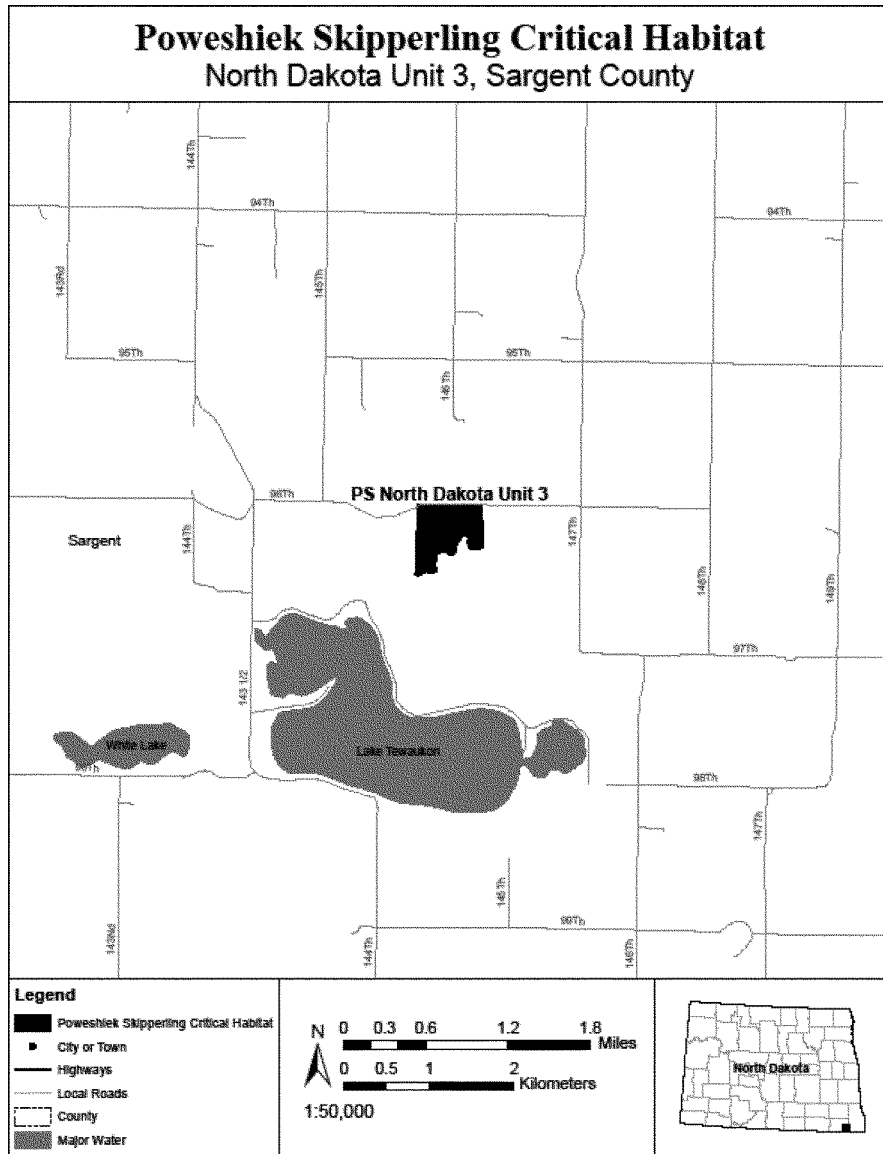 Poweshiek Skipperling Critical Habitat
North Dakota Unit 3, Sargent County
144Th
94Th
94Th
143Rd
145Th
95Th
95Th
146Th
96Th
PS North Dakota Unit 3
Sargent
144Th
147Th
148Th
149Th
97Th
143 1/2
White Lake
Lake Tewaukon
98Th
98Th
147Th
145Th
143Rd
99Th
144Th
146Th
Legend
Poweshiek Skipperling Critical Habitat
City or Town
Highways
Local Roads
County
Major Water
N
0 0.3 0.6 1.2 1.8
Miles
0 0.5 1 2
Kilometers
1:50,000
North Dakota